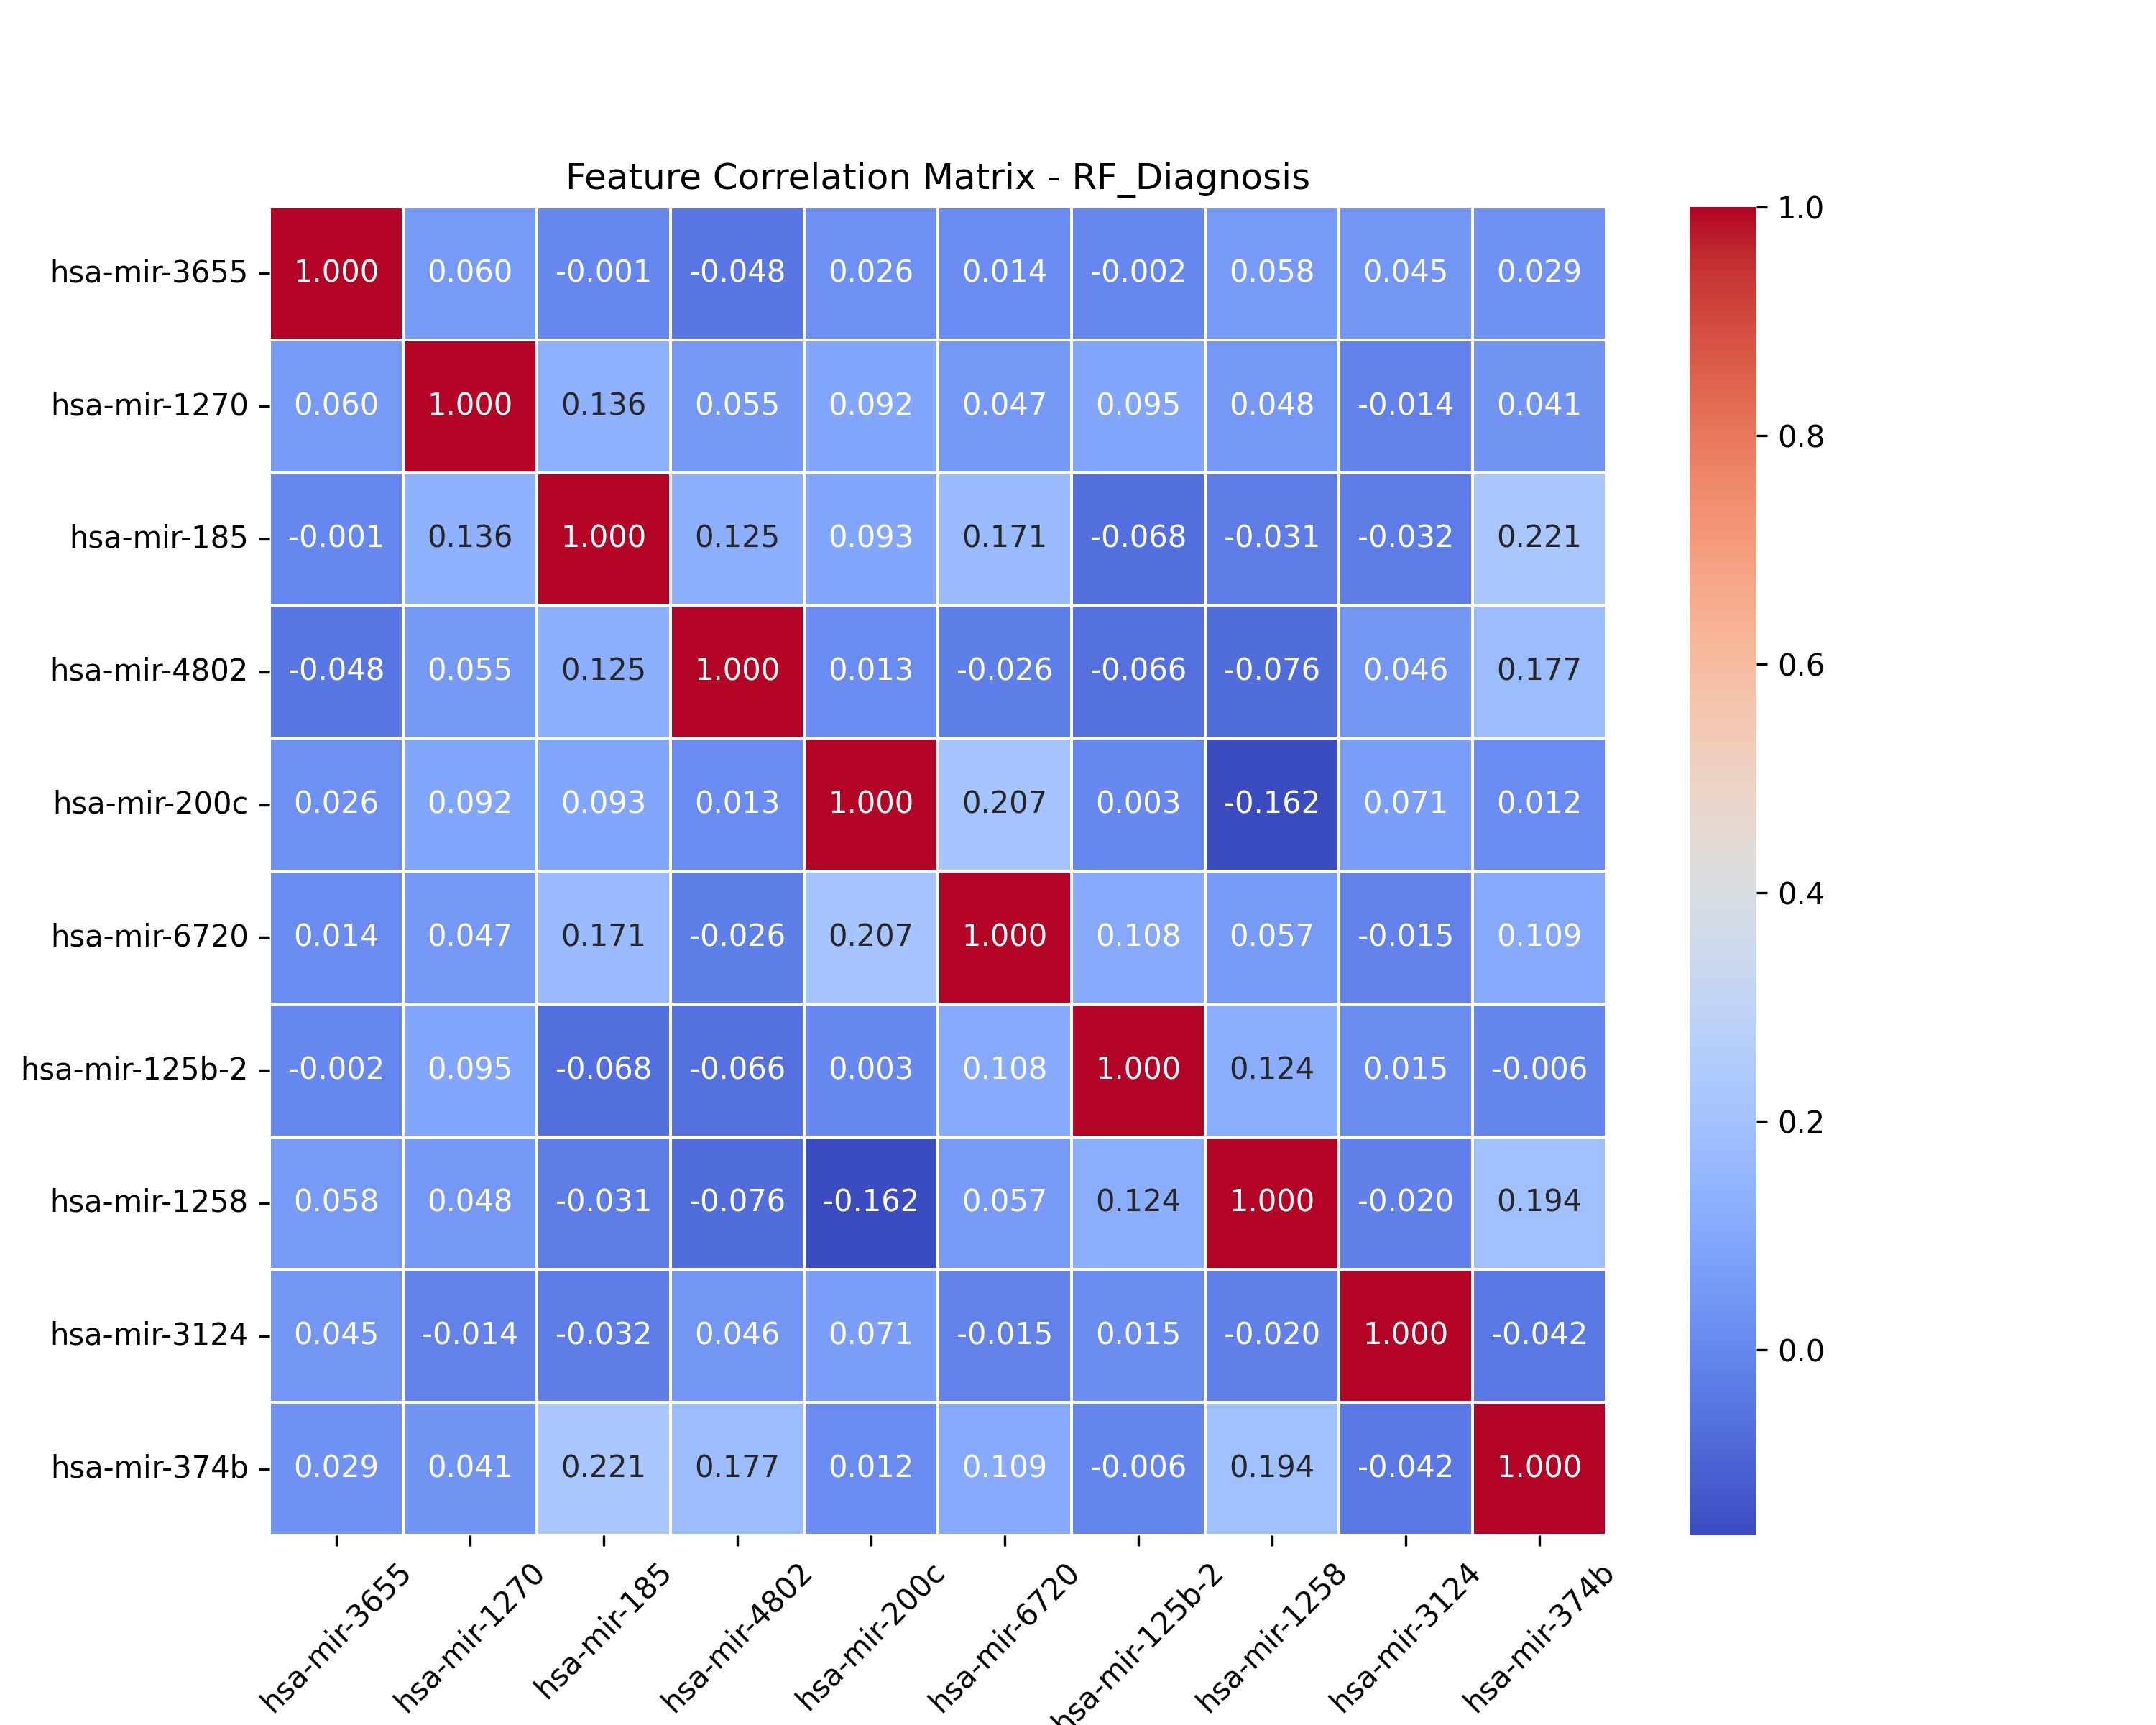 Feature Correlation Matrix - RF_Diagnosis
hsa-mir-3655 1.000 0.060 -0.001 -0.048 0.026 0.014 -0.002 0.058 0.045 0.029
hsa-mir-1270 0.060 1.000 0.136 0.055 0.092 0.047 0.095 0.048 -0.014 0.041
hsa-mir-185 -0.001 0.136 1.000 0.125 0.093 0.171 -0.068 -0.031 -0.032 0.221
hsa-mir-4802 -0.048 0.055 0.125 1.000 0.013 -0.026 -0.066 -0.076 0.046 0.177
hsa-mir-200c 0.026 0.092 0.093 0.013 1.000 0.207 0.003 -0.162 0.071 0.012
hsa-mir-6720 0.014 0.047 0.171 -0.026 0.207 1.000 0.108 0.057 -0.015 0.109
hsa-mir-125b-2 -0.002 0.095 -0.068 -0.066 0.003 0.108 1.000 0.124 0.015 -0.006
hsa-mir-1258 0.058 0.048 -0.031 -0.076 -0.162 0.057 0.124 1.000 -0.020 0.194
hsa-mir-3124 0.045 -0.014 -0.032 0.046 0.071 -0.015 0.015 -0.020 1.000 -0.042
hsa-mir-374b 0.029 0.041 0.221 0.177 0.012 0.109 -0.006 0.194 -0.042 1.000
hsa-mir-3655 hsa-mir-1270 hsa-mir-185 hsa-mir-4802 hsa-mir-200c hsa-mir-6720 hsa-mir-125b-2 hsa-mir-1258 hsa-mir-3124 hsa-mir-374b
1.0
0.8
0.6
0.4
0.2
0.0